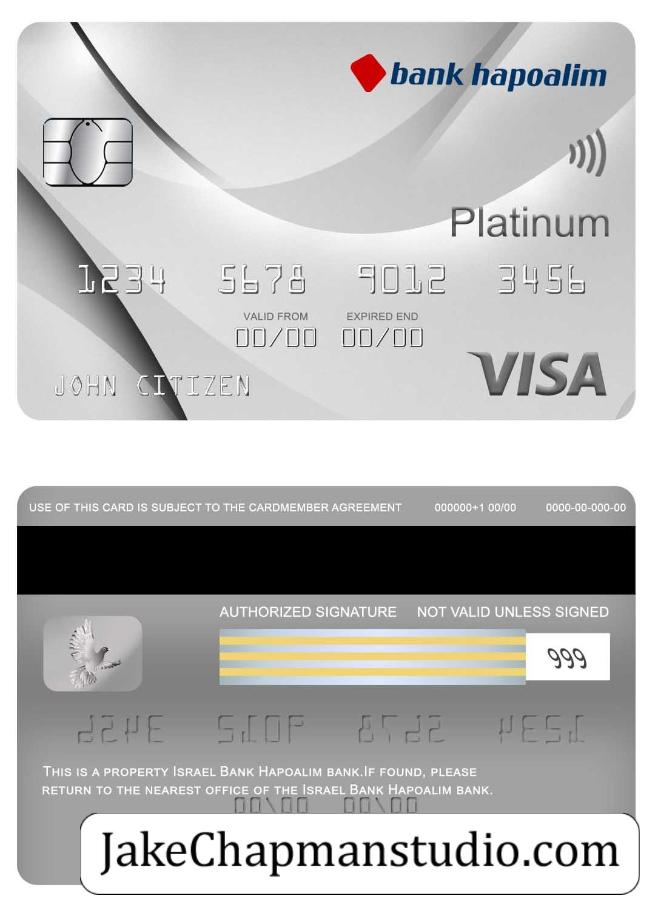 bank hapoalim
Platinum
1234 5678 9012 3456
VALID FROM EXPIRED END
00/00 00/00
JOHN CITIZEN
VISA
USE OF THIS CARD IS SUBJECT TO THE CARDMEMBER AGREEMENT 000000+1 00/00 0000-00-000-00
AUTHORIZED SIGNATURE NOT VALID UNLESS SIGNED
999
THIS IS A PROPERTY ISRAEL BANK HAPOALIM BANK.IF FOUND, PLEASE
RETURN TO THE NEAREST OFFICE OF THE ISRAEL BANK HAPOALIM BANK.
JakeChapmanstudio.com